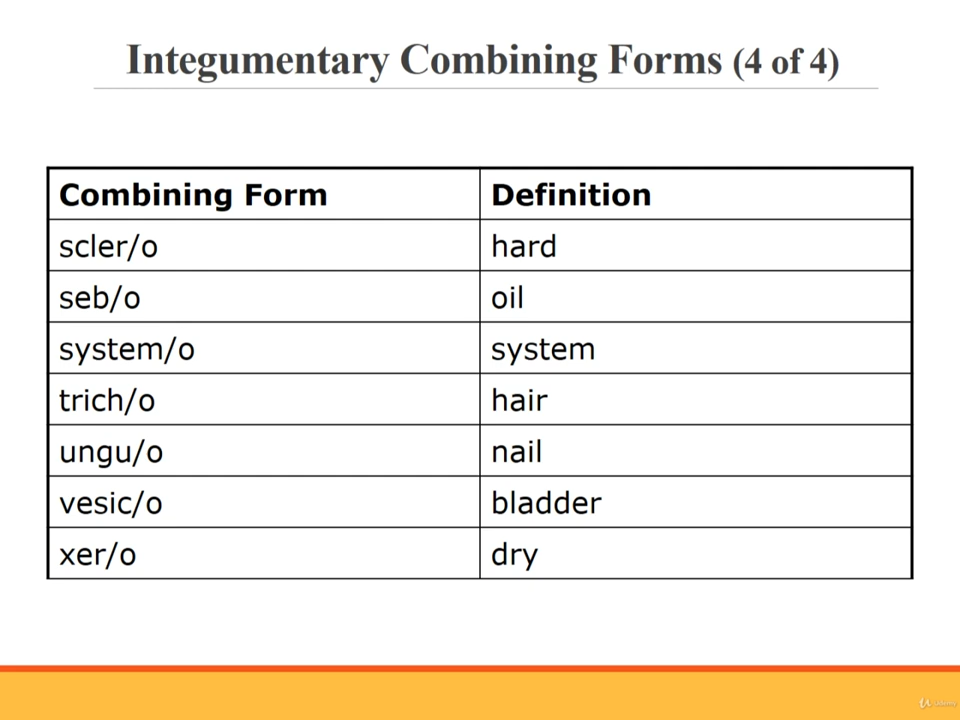 Integumentary Combining Forms (4 of 4)
Combining Form Definition
scler/o hard
seb/o oil
system/o system
trich/o hair
ungu/o nail
vesic/o bladder
xer/o dry
Udemy